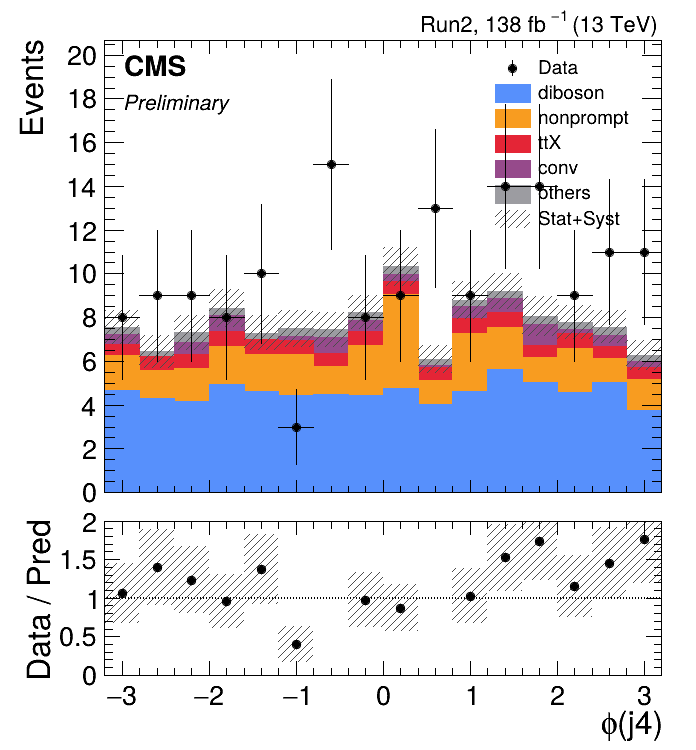 Run2, 138 fb⁻¹ (13 TeV)
CMS
Preliminary
Events
20
18
16
14
12
10
8
6
4
2
0
Data
diboson
nonprompt
ttX
conv
others
Stat+Syst
Data / Pred
2
1.5
1
0.5
0
−3 −2 −1 0 1 2 3
ϕ(j4)